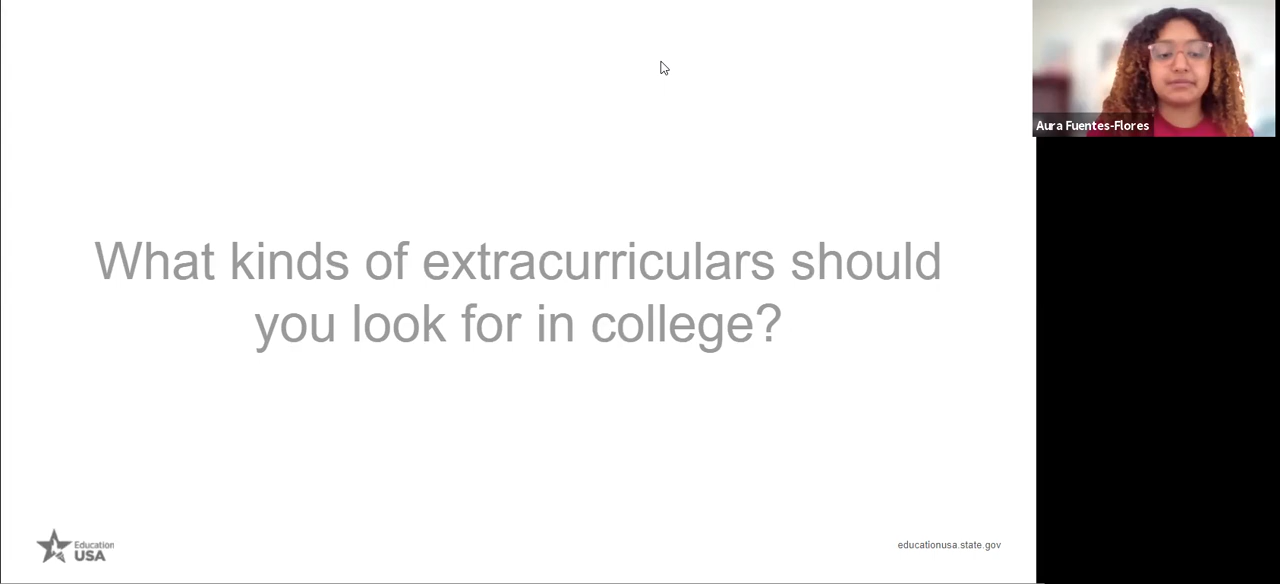 What kinds of extracurriculars should
you look for in college?
Aura Fuentes-Flores
Education
USA
educationusa.state.gov